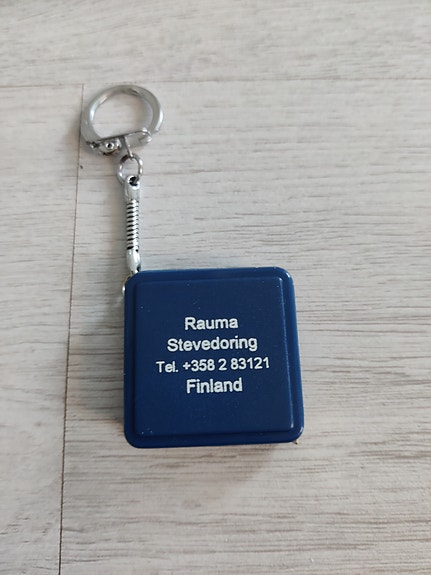 Rauma
Stevedoring
Tel. +358 2 83121
Finland